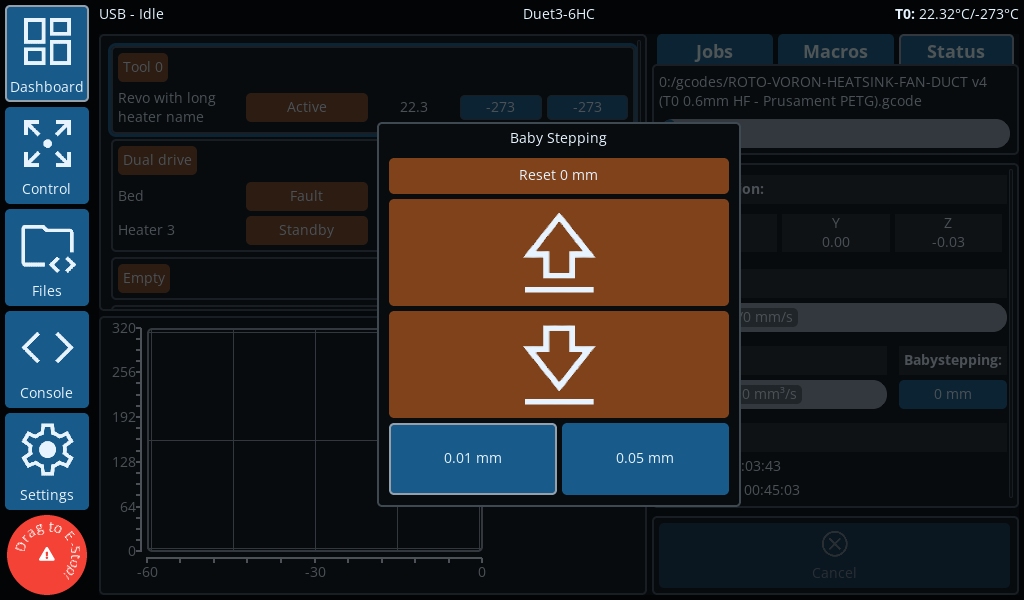 USB - Idle
Duet3-6HC
T0: 22.32°C/-273°C
Dashboard
Control
Files
Console
Settings
Drag to E-Stop!
Tool 0
Revo with long
heater name
Active
22.3
-273
-273
Dual drive
Bed
Fault
Heater 3
Standby
Empty
320
256
192
128
64
0
-60
-30
0
Jobs
Macros
Status
0:/gcodes/ROTO-VORON-HEATSINK-FAN-DUCT v4
(T0 0.6mm HF - Prusament PETG).gcode
on:
Y
0.00
Z
-0.03
/0 mm/s
Babystepping:
0 mm³/s
0 mm
:03:43
00:45:03
Cancel
Baby Stepping
Reset 0 mm
0.01 mm
0.05 mm